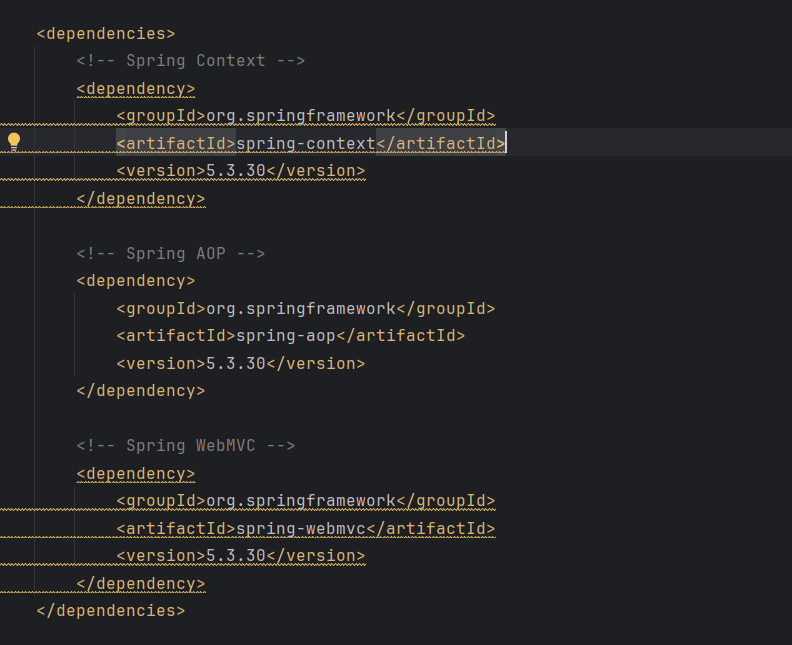 <dependencies>
<!-- Spring Context -->
<dependency>
<groupId>org.springframework</groupId>
<artifactId>spring-context</artifactId>
<version>5.3.30</version>
</dependency>
<!-- Spring AOP -->
<dependency>
<groupId>org.springframework</groupId>
<artifactId>spring-aop</artifactId>
<version>5.3.30</version>
</dependency>
<!-- Spring WebMVC -->
<dependency>
<groupId>org.springframework</groupId>
<artifactId>spring-webmvc</artifactId>
<version>5.3.30</version>
</dependency>
</dependencies>